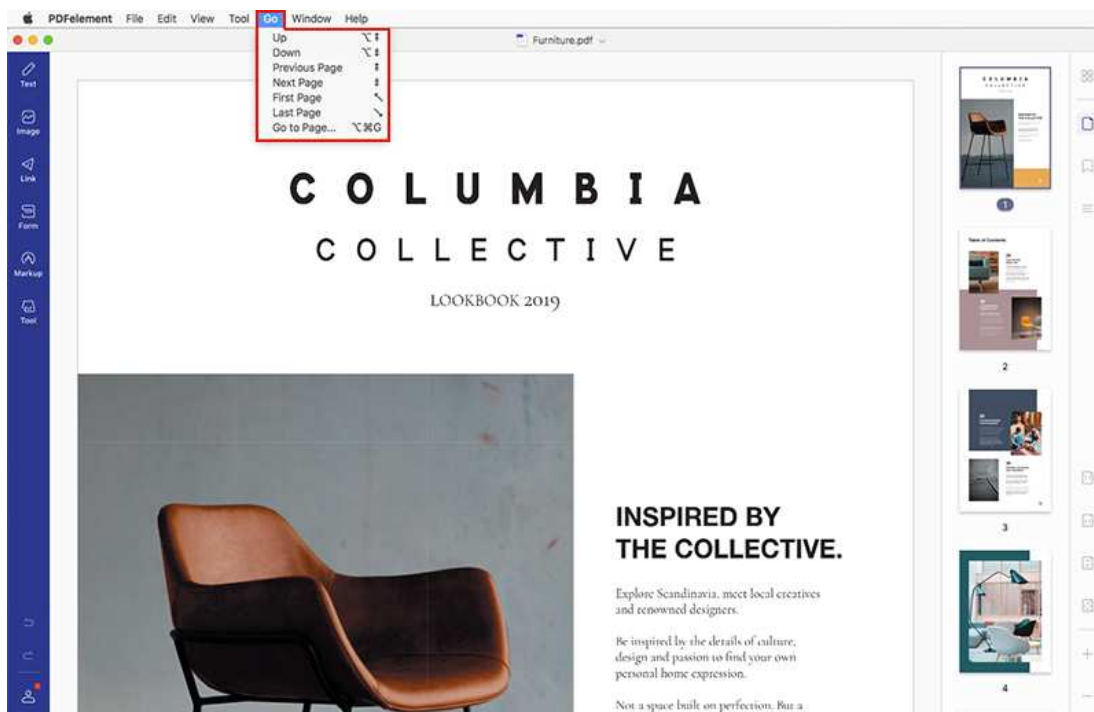 PDFelement File Edit View Tool Go Window Help
Furniture.pdf
Up ⌥⇞
Down ⌥⇟
Previous Page ⇞
Next Page ⇟
First Page ↖
Last Page ↘
Go to Page... ⌥⌘G
Text
Image
Link
Form
Markup
Tool
COLUMBIA
COLLECTIVE
LOOKBOOK 2019
INSPIRED BY
THE COLLECTIVE.
Explore Scandinavia, meet local creatives
and renowned designers.
Be inspired by the details of culture,
design and passion to find your own
personal home expression.
Not a space built on perfection. But a
COLUMBIA
COLLECTIVE
INSPIRED BY
THE COLLECTIVE.
1
Table of Contents
2
3
4